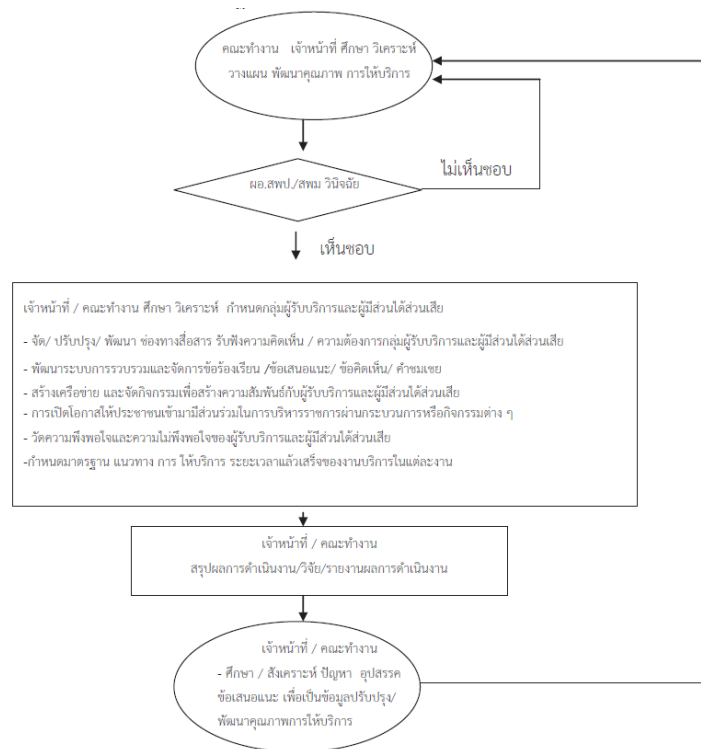 คณะทำงาน เจ้าหน้าที่ ศึกษา วิเคราะห์
วางแผน พัฒนาคุณภาพ การให้บริการ
ผอ.สพป./สพม วินิจฉัย
ไม่เห็นชอบ
เห็นชอบ
เจ้าหน้าที่ / คณะทำงาน ศึกษา วิเคราะห์ กำหนดกลุ่มผู้รับบริการและผู้มีส่วนได้ส่วนเสีย
- จัด/ ปรับปรุง/ พัฒนา ช่องทางสื่อสาร รับฟังความคิดเห็น / ความต้องการกลุ่มผู้รับบริการและผู้มีส่วนได้ส่วนเสีย
- พัฒนาระบบการรวบรวมและจัดการข้อร้องเรียน /ข้อเสนอแนะ/ ข้อคิดเห็น/ คำชมเชย
- สร้างเครือข่าย และจัดกิจกรรมเพื่อสร้างความสัมพันธ์กับผู้รับบริการและผู้มีส่วนได้ส่วนเสีย
- การเปิดโอกาสให้ประชาชนเข้ามามีส่วนร่วมในการบริหารราชการผ่านกระบวนการหรือกิจกรรมต่าง ๆ
- วัดความพึงพอใจและความไม่พึงพอใจของผู้รับบริการและผู้มีส่วนได้ส่วนเสีย
-กำหนดมาตรฐาน แนวทาง การ ให้บริการ ระยะเวลาแล้วเสร็จของงานบริการในแต่ละงาน
เจ้าหน้าที่ / คณะทำงาน
สรุปผลการดำเนินงาน/วิจัย/รายงานผลการดำเนินงาน
เจ้าหน้าที่ / คณะทำงาน
- ศึกษา / สังเคราะห์ ปัญหา อุปสรรค
ข้อเสนอแนะ เพื่อเป็นข้อมูลปรับปรุง/
พัฒนาคุณภาพการให้บริการ